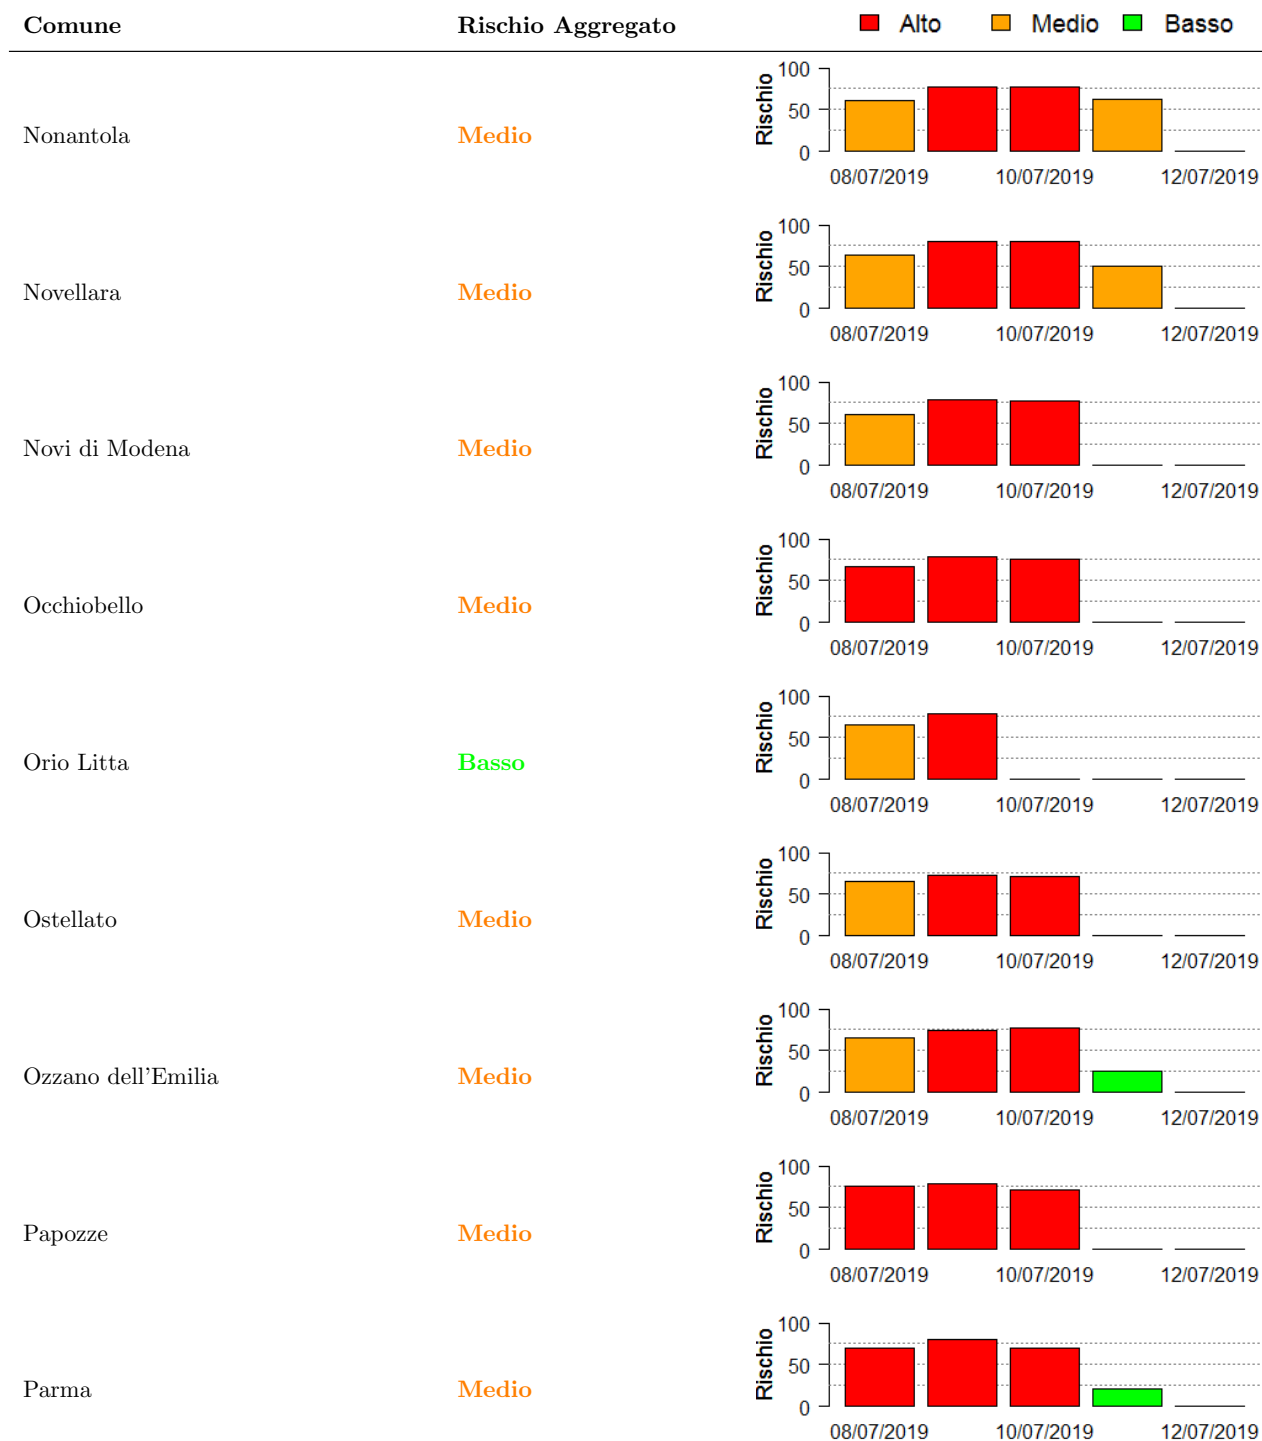 Comune Rischio Aggregato Alto Medio Basso
Nonantola Medio Rischio 100 50 0
08/07/2019 10/07/2019 12/07/2019
Novellara Medio Rischio 100 50 0
08/07/2019 10/07/2019 12/07/2019
Novi di Modena Medio Rischio 100 50 0
08/07/2019 10/07/2019 12/07/2019
Occhiobello Medio Rischio 100 50 0
08/07/2019 10/07/2019 12/07/2019
Orio Litta Basso Rischio 100 50 0
08/07/2019 10/07/2019 12/07/2019
Ostellato Medio Rischio 100 50 0
08/07/2019 10/07/2019 12/07/2019
Ozzano dell'Emilia Medio Rischio 100 50 0
08/07/2019 10/07/2019 12/07/2019
Papozze Medio Rischio 100 50 0
08/07/2019 10/07/2019 12/07/2019
Parma Medio Rischio 100 50 0
08/07/2019 10/07/2019 12/07/2019